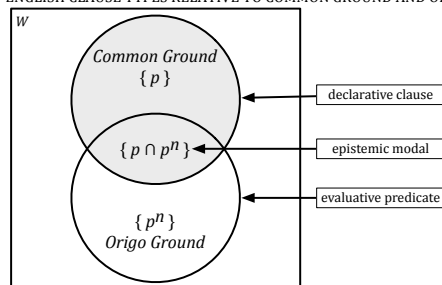 ENGLISH CLAUSE TYPES RELATIVE TO COMMON GROUND AND
W
Common Ground
{ p }
declarative clause
{ p ∩ pⁿ }
epistemic modal
evaluative predicate
{ pⁿ }
Origo Ground